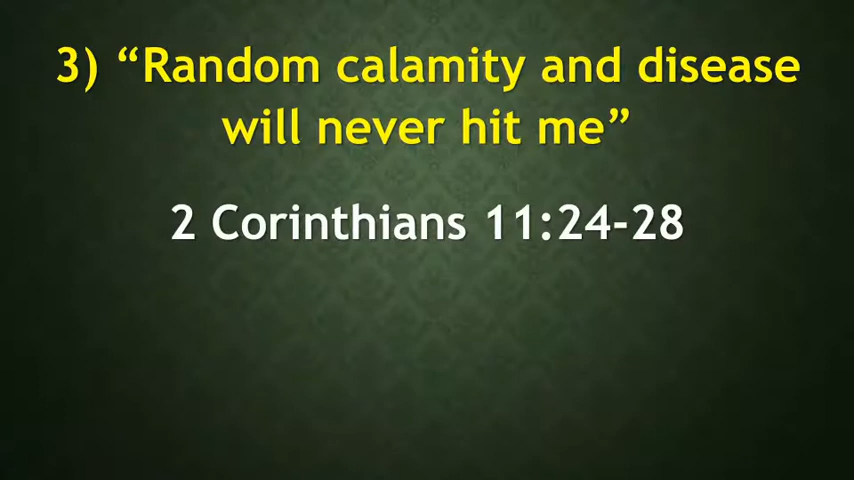 3) “Random calamity and disease
will never hit me”
2 Corinthians 11:24-28